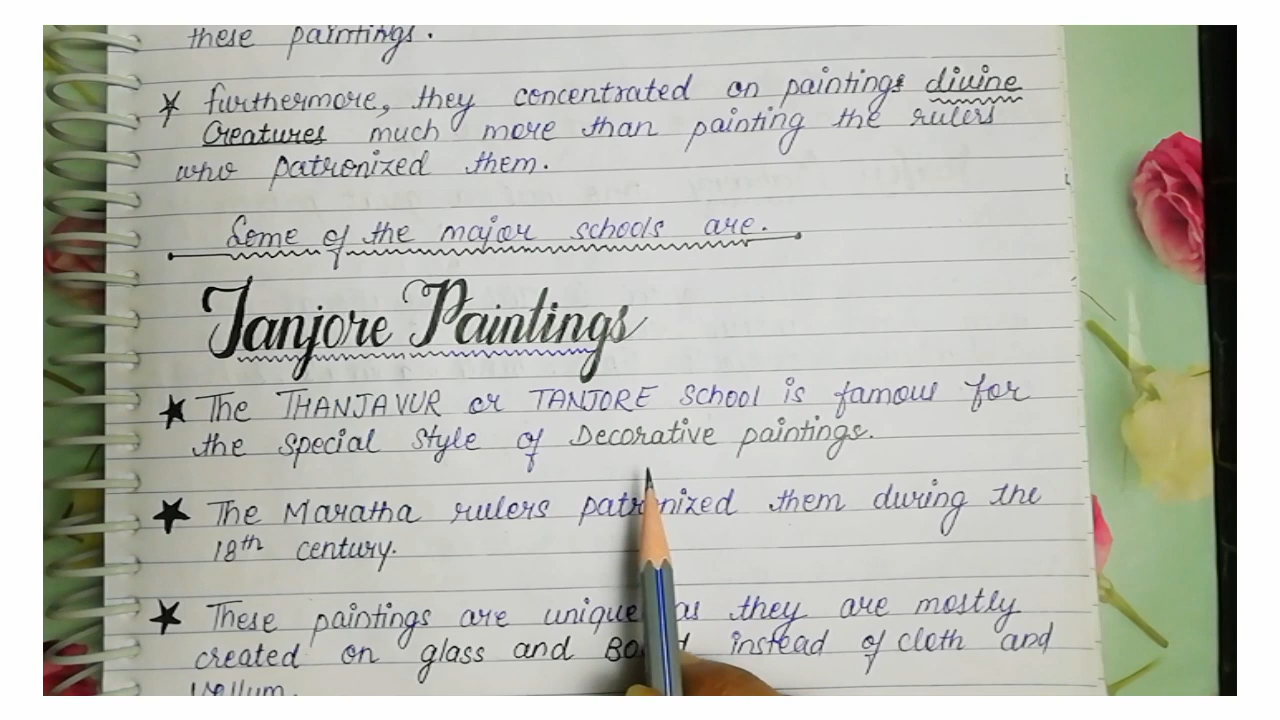 these paintings.
furthermore, they concentrated on paintings divine
Creatures much more than painting the rulers
who patronized them.
Some of the major schools are.
Tanjore Paintings
The THANJAVUR or TANJORE School is famous for
the special style of Decorative paintings.
The Maratha rulers patronized them during the
18th century.
These paintings are unique as they are mostly
created on glass and Board instead of cloth and
Vellum.